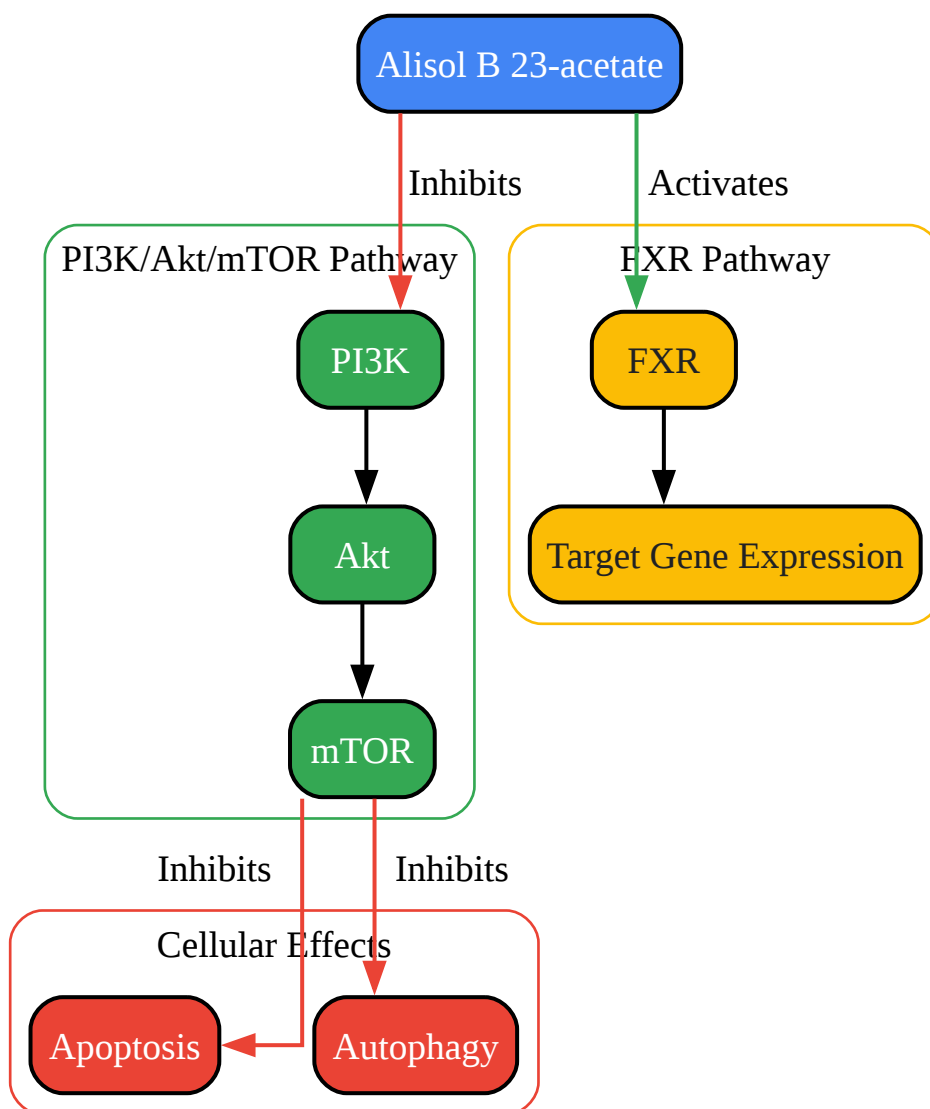 Alisol B 23-acetate
Inhibits
Activates
PI3K/Akt/mTOR Pathway
FXR Pathway
PI3K
FXR
Akt
Target Gene Expression
mTOR
Inhibits
Inhibits
Cellular Effects
Apoptosis
Autophagy